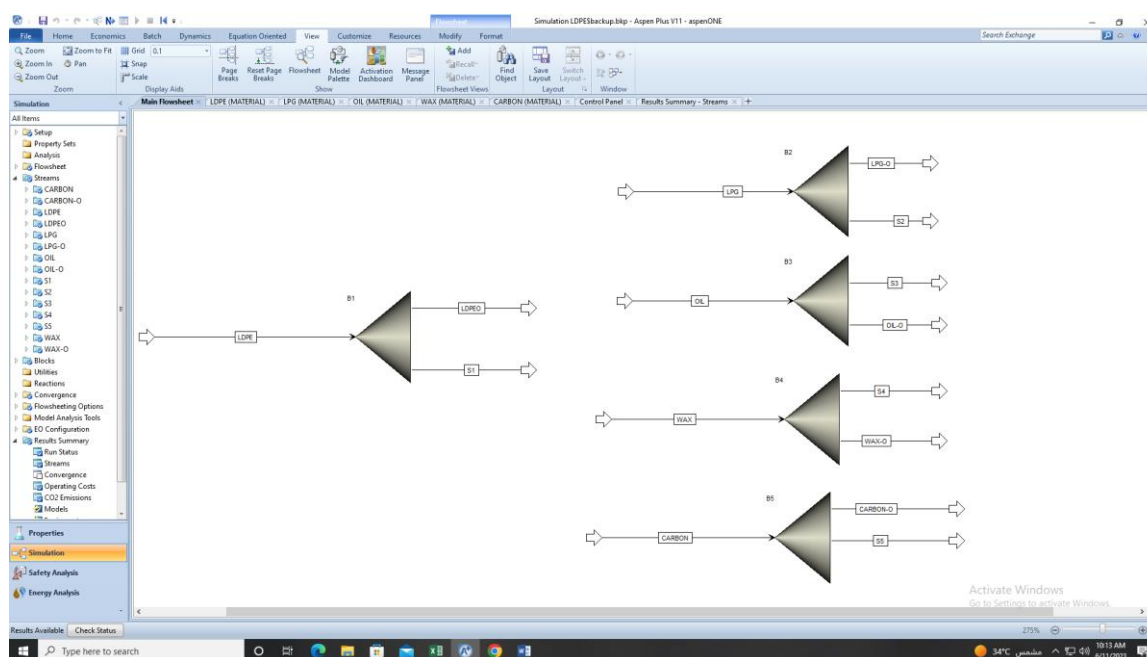 Flowsheet
Simulation LDPESbackup.bkp - Aspen Plus V11 - aspenONE
File Home Economics Batch Dynamics Equation Oriented View Customize Resources Modify Format Search Exchange
Zoom Zoom to Fit Grid 0.1 Add
Zoom In Pan Snap Recall
Zoom Out Scale Delete
Page Breaks Reset Page Breaks Flowsheet Model Palette Activation Dashboard Message Panel Find Object Save Layout Switch Layout
Zoom Display Aids Show Flowsheet Views Layout Window
Simulation
Main Flowsheet LDPE (MATERIAL) LPG (MATERIAL) OIL (MATERIAL) WAX (MATERIAL) CARBON (MATERIAL) Control Panel Results Summary - Streams
All Items
Setup
Property Sets
Analysis
Flowsheet
Streams
CARBON
CARBON-O
LDPE
LDPEO
LPG
LPG-O
OIL
OIL-O
S1
S2
S3
S4
S5
WAX
WAX-O
Blocks
Utilities
Reactions
Convergence
Flowsheeting Options
Model Analysis Tools
EO Configuration
Results Summary
Run Status
Streams
Convergence
Operating Costs
CO2 Emissions
Models
Properties
Simulation
Safety Analysis
Energy Analysis
B1
LDPE
LDPEO
S1
B2
LPG
LPG-O
S2
B3
OIL
S3
OIL-O
B4
WAX
S4
WAX-O
B5
CARBON
CARBON-O
S5
Activate Windows
Go to Settings to activate Windows.
Results Available Check Status 275%
Type here to search
34°C مشمس
10:13 AM
6/11/2023